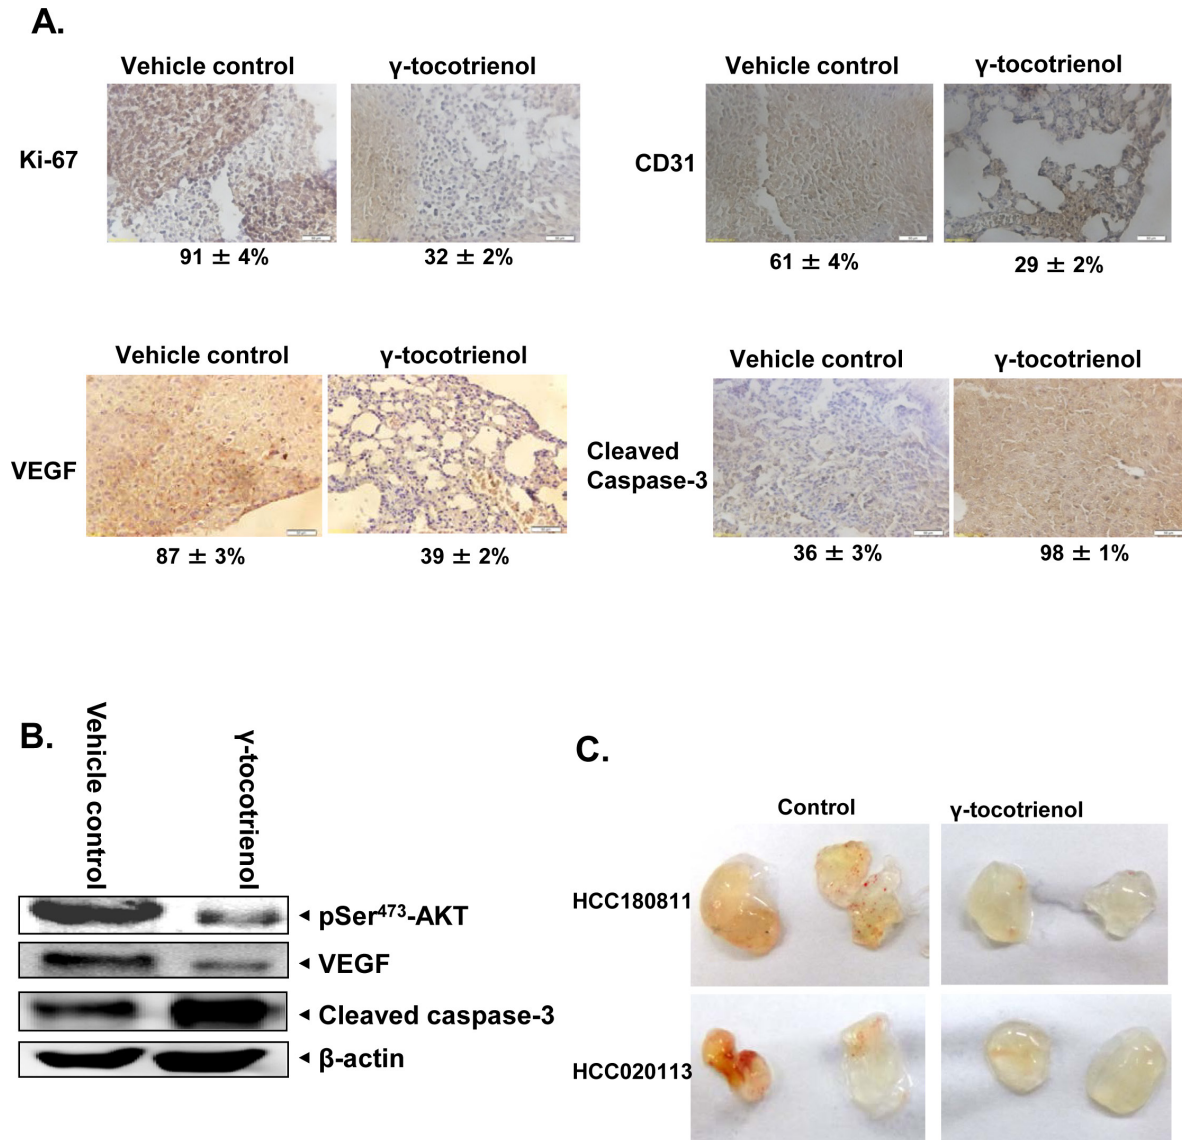 A.
Vehicle control γ-tocotrienol Vehicle control γ-tocotrienol
Ki-67 CD31
91 ± 4% 32 ± 2% 61 ± 4% 29 ± 2%
Vehicle control γ-tocotrienol Vehicle control γ-tocotrienol
VEGF
Cleaved
Caspase-3
87 ± 3% 39 ± 2% 36 ± 3% 98 ± 1%
B.
Vehicle control
γ-tocotrienol
◄ pSer⁴⁷³-AKT
◄ VEGF
◄ Cleaved caspase-3
◄ β-actin
C.
Control γ-tocotrienol
HCC180811
HCC020113